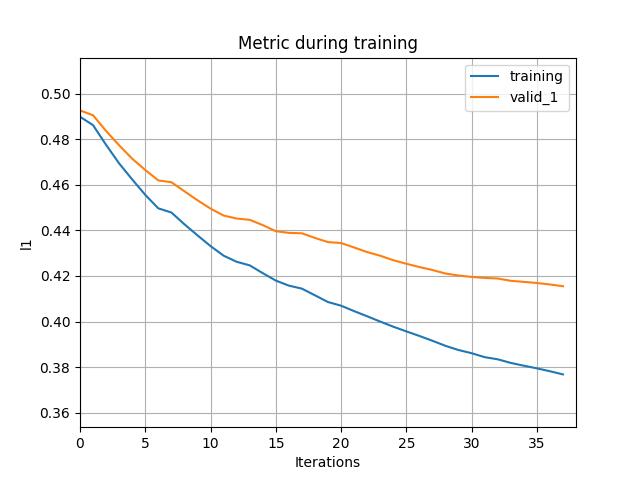 Metric during training
training
valid_1
0.50
0.48
0.46
0.44
0.42
0.40
0.38
0.36
l1
0 5 10 15 20 25 30 35
Iterations